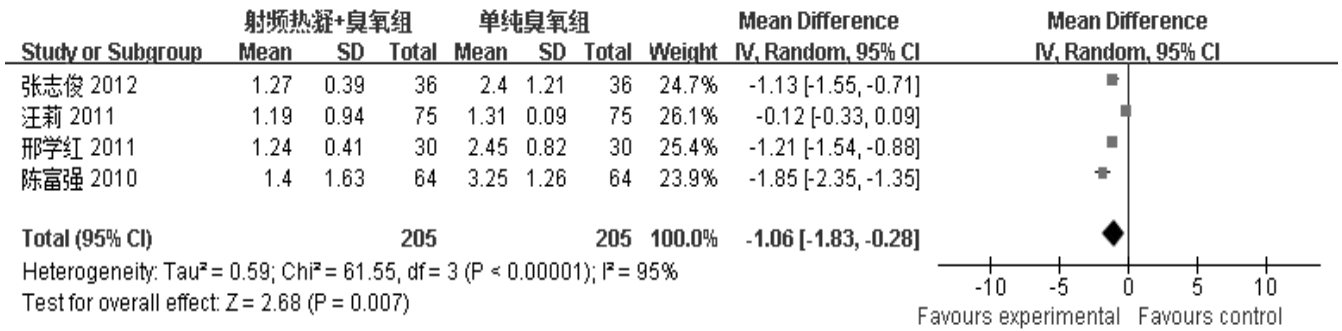 射频热凝+臭氧组 单纯臭氧组 Mean Difference Mean Difference
Study or Subgroup Mean SD Total Mean SD Total Weight IV, Random, 95% CI IV, Random, 95% CI
张志俊 2012 1.27 0.39 36 2.4 1.21 36 24.7% -1.13 [-1.55, -0.71]
汪莉 2011 1.19 0.94 75 1.31 0.09 75 26.1% -0.12 [-0.33, 0.09]
邢学红 2011 1.24 0.41 30 2.45 0.82 30 25.4% -1.21 [-1.54, -0.88]
陈富强 2010 1.4 1.63 64 3.25 1.26 64 23.9% -1.85 [-2.35, -1.35]
Total (95% CI) 205 205 100.0% -1.06 [-1.83, -0.28]
Heterogeneity: Tau² = 0.59; Chi² = 61.55, df = 3 (P < 0.00001); I² = 95%
Test for overall effect: Z = 2.68 (P = 0.007)
-10 -5 0 5 10
Favours experimental Favours control